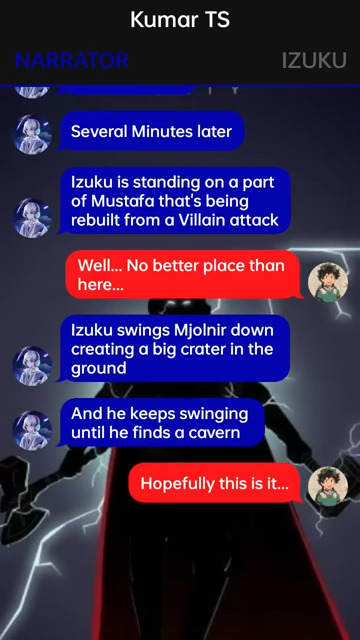 Kumar TS
NARRATOR
IZUKU
Several Minutes later
Izuku is standing on a part
of Mustafa that's being
rebuilt from a Villain attack
Well... No better place than
here...
Izuku swings Mjolnir down
creating a big crater in the
ground
And he keeps swinging
until he finds a cavern
Hopefully this is it...